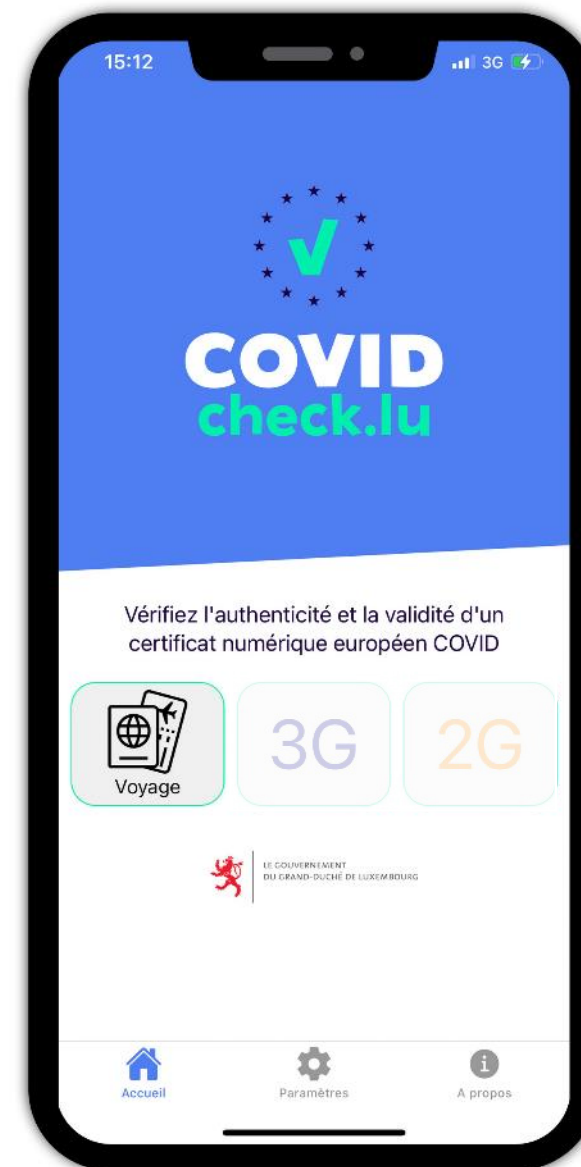 15:12
3G
COVID
check.lu
Vérifiez l'authenticité et la validité d'un
certificat numérique européen COVID
Voyage
3G
2G
LE GOUVERNEMENT
DU GRAND-DUCHÉ DE LUXEMBOURG
Accueil
Paramètres
A propos